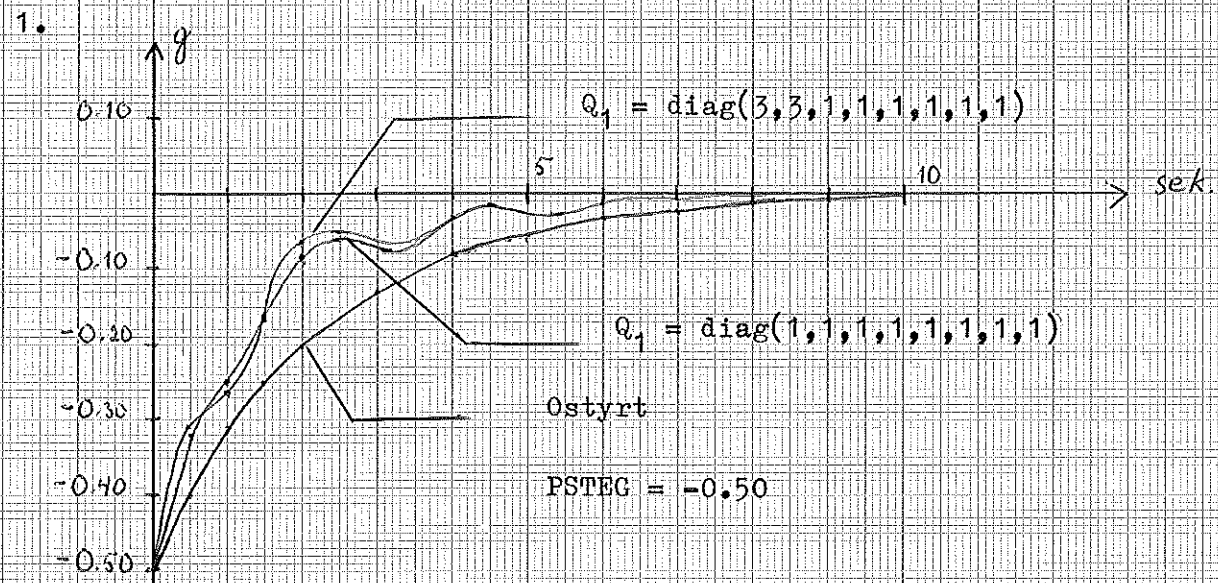 1.
g
0.10
Q₁ = diag(3,3,1,1,1,1,1,1)
5
10
sek.
-0.10
-0.20
Q₁ = diag(1,1,1,1,1,1,1,1)
-0.30
Ostyrt
-0.40
PSTEG = -0.50
-0.50